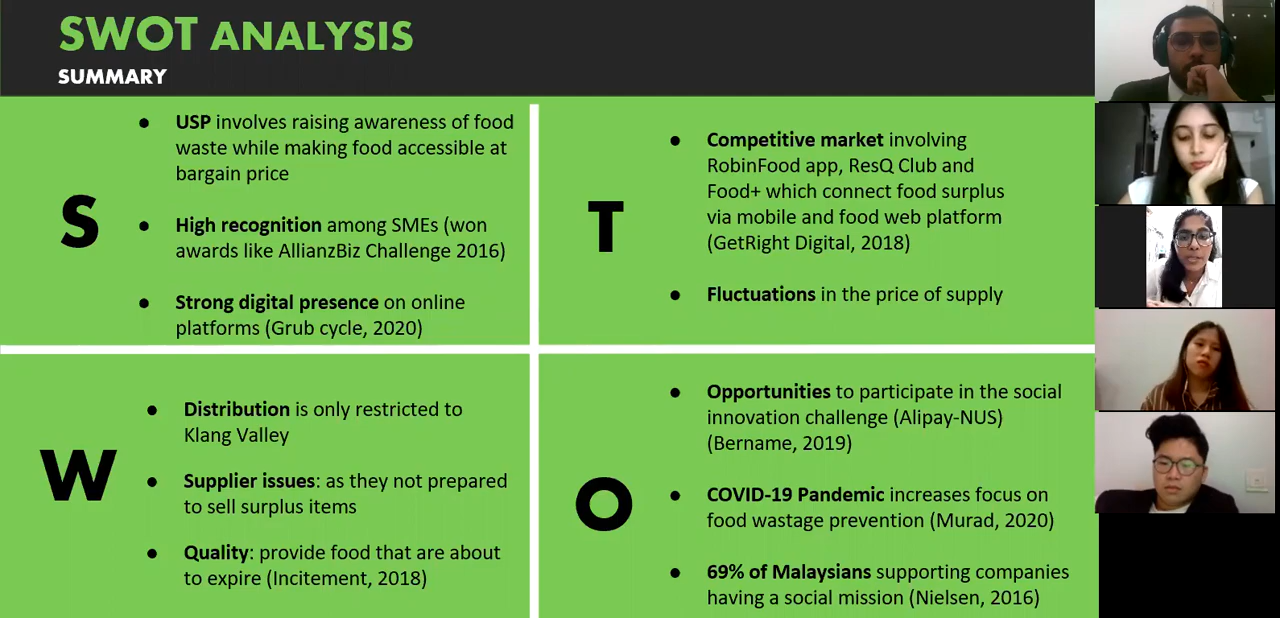 SWOT ANALYSIS
SUMMARY
S
● USP involves raising awareness of food
waste while making food accessible at
bargain price
● High recognition among SMEs (won
awards like AllianzBiz Challenge 2016)
● Strong digital presence on online
platforms (Grub cycle, 2020)
T
● Competitive market involving
RobinFood app, ResQ Club and
Food+ which connect food surplus
via mobile and food web platform
(GetRight Digital, 2018)
● Fluctuations in the price of supply
W
● Distribution is only restricted to
Klang Valley
● Supplier issues: as they not prepared
to sell surplus items
● Quality: provide food that are about
to expire (Incitement, 2018)
O
● Opportunities to participate in the social
innovation challenge (Alipay-NUS)
(Bername, 2019)
● COVID-19 Pandemic increases focus on
food wastage prevention (Murad, 2020)
● 69% of Malaysians supporting companies
having a social mission (Nielsen, 2016)